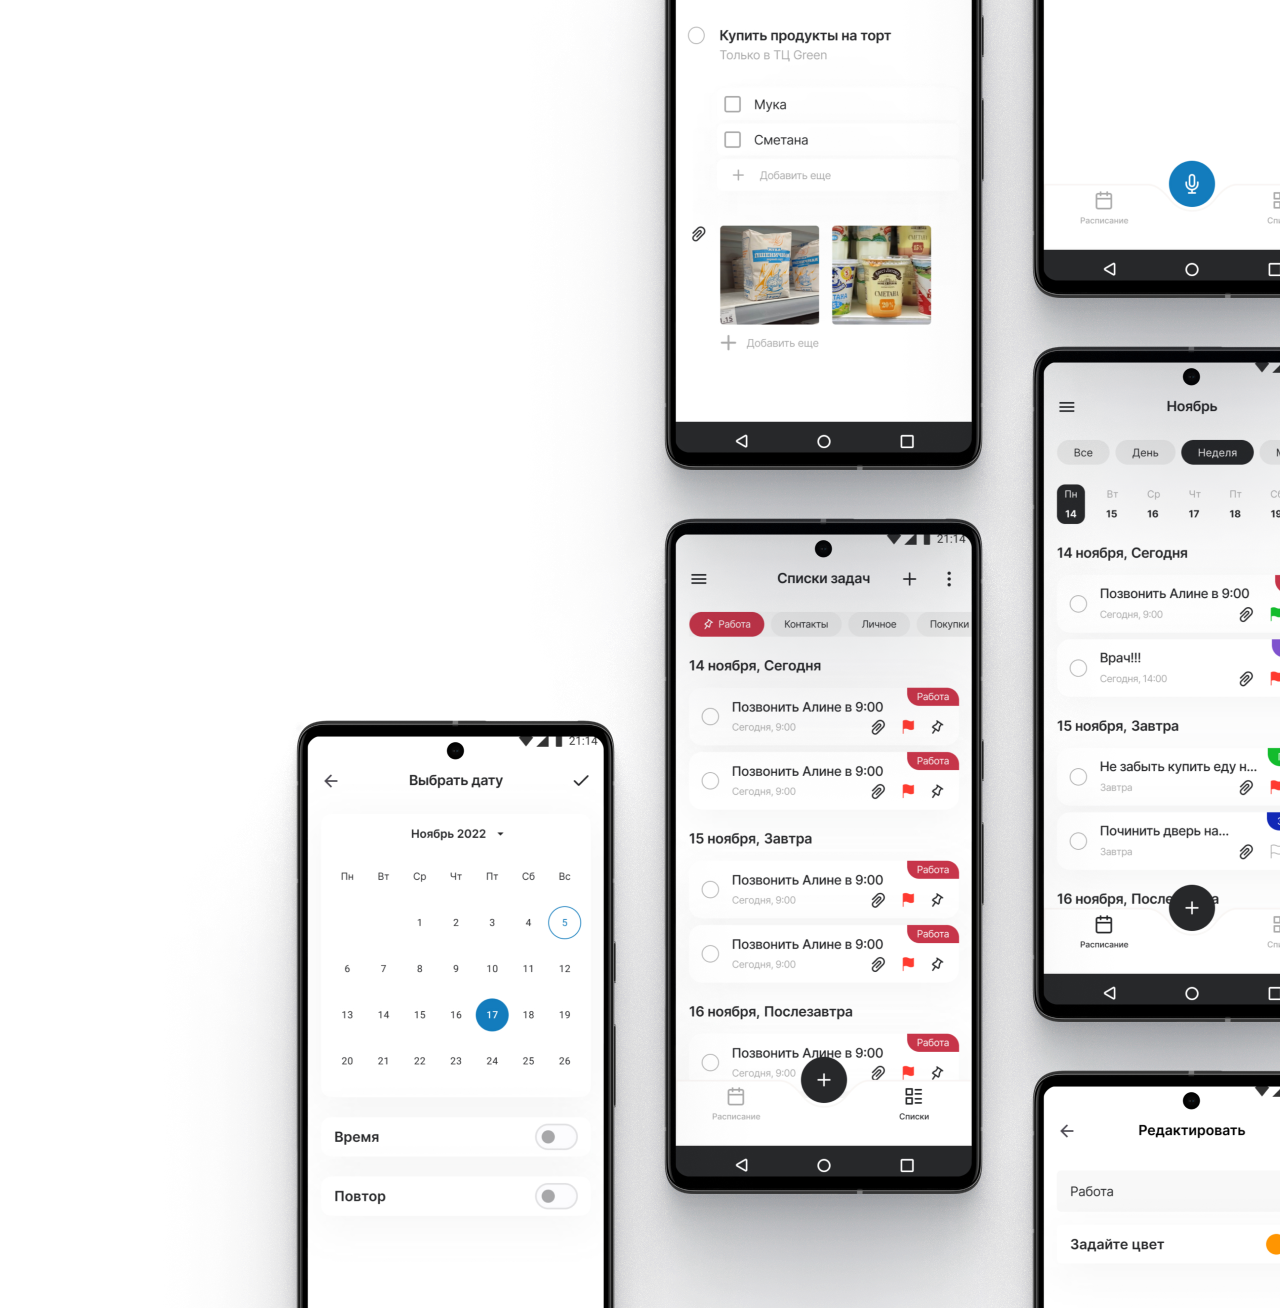 Купить продукты на торт
Только в ТЦ Green
Мука
Сметана
Добавить еще
ПШЕНИЧНАЯ
СМЕТАНА
Добавить еще
Расписание
Ноябрь
Все День Неделя
Пн Вт Ср Чт Пт
14 15 16 17 18 19
14 ноября, Сегодня
Позвонить Алине в 9:00
Сегодня, 9:00
Врач!!!
Сегодня, 14:00
15 ноября, Завтра
Не забыть купить еду н...
Завтра
Починить дверь на...
Завтра
16 ноября,
Расписание
21:14
Списки задач
Работа Контакты Личное Покупки
14 ноября, Сегодня
Работа
Позвонить Алине в 9:00
Сегодня, 9:00
Работа
Позвонить Алине в 9:00
Сегодня, 9:00
15 ноября, Завтра
Работа
Позвонить Алине в 9:00
Сегодня, 9:00
Работа
Позвонить Алине в 9:00
Сегодня, 9:00
16 ноября, Послезавтра
Работа
Позвонить Алине в 9:00
Сегодня, 9:00
Расписание Списки
21:14
Выбрать дату
Ноябрь 2022
Пн Вт Ср Чт Пт Сб Вс
1 2 3 4 5
6 7 8 9 10 11 12
13 14 15 16 17 18 19
20 21 22 23 24 25 26
Время
Повтор
Редактировать
Работа
Задайте цвет